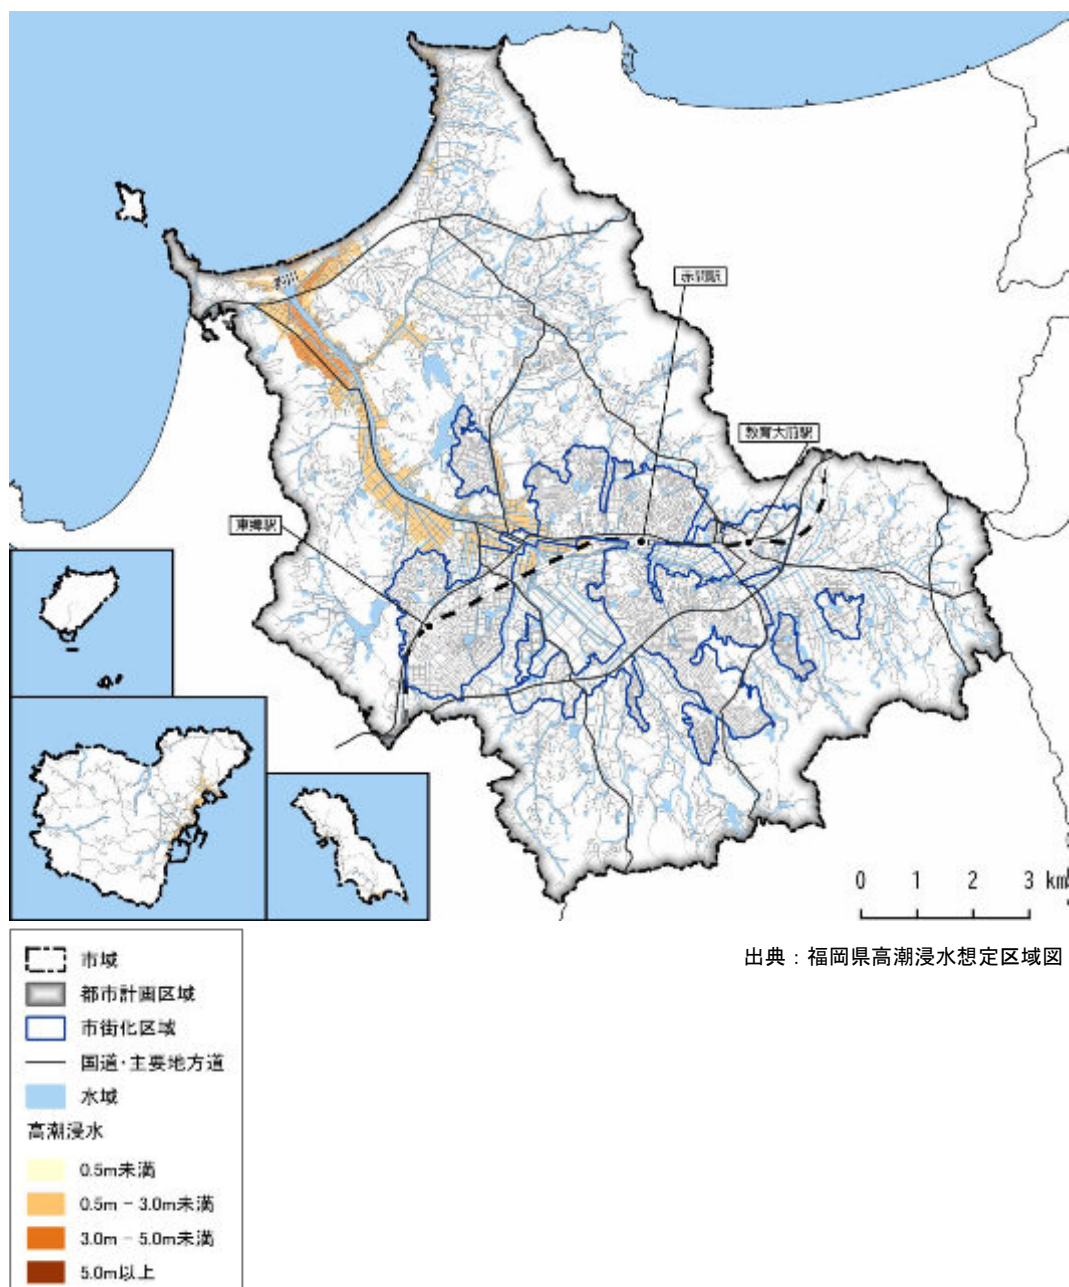 赤間駅
教育大前駅
東郷駅
0 1 2 3 km
出典：福岡県高潮浸水想定区域図
市域
都市計画区域
市街化区域
国道・主要地方道
水域
高潮浸水
0.5m未満
0.5m － 3.0m未満
3.0m － 5.0m未満
5.0m以上